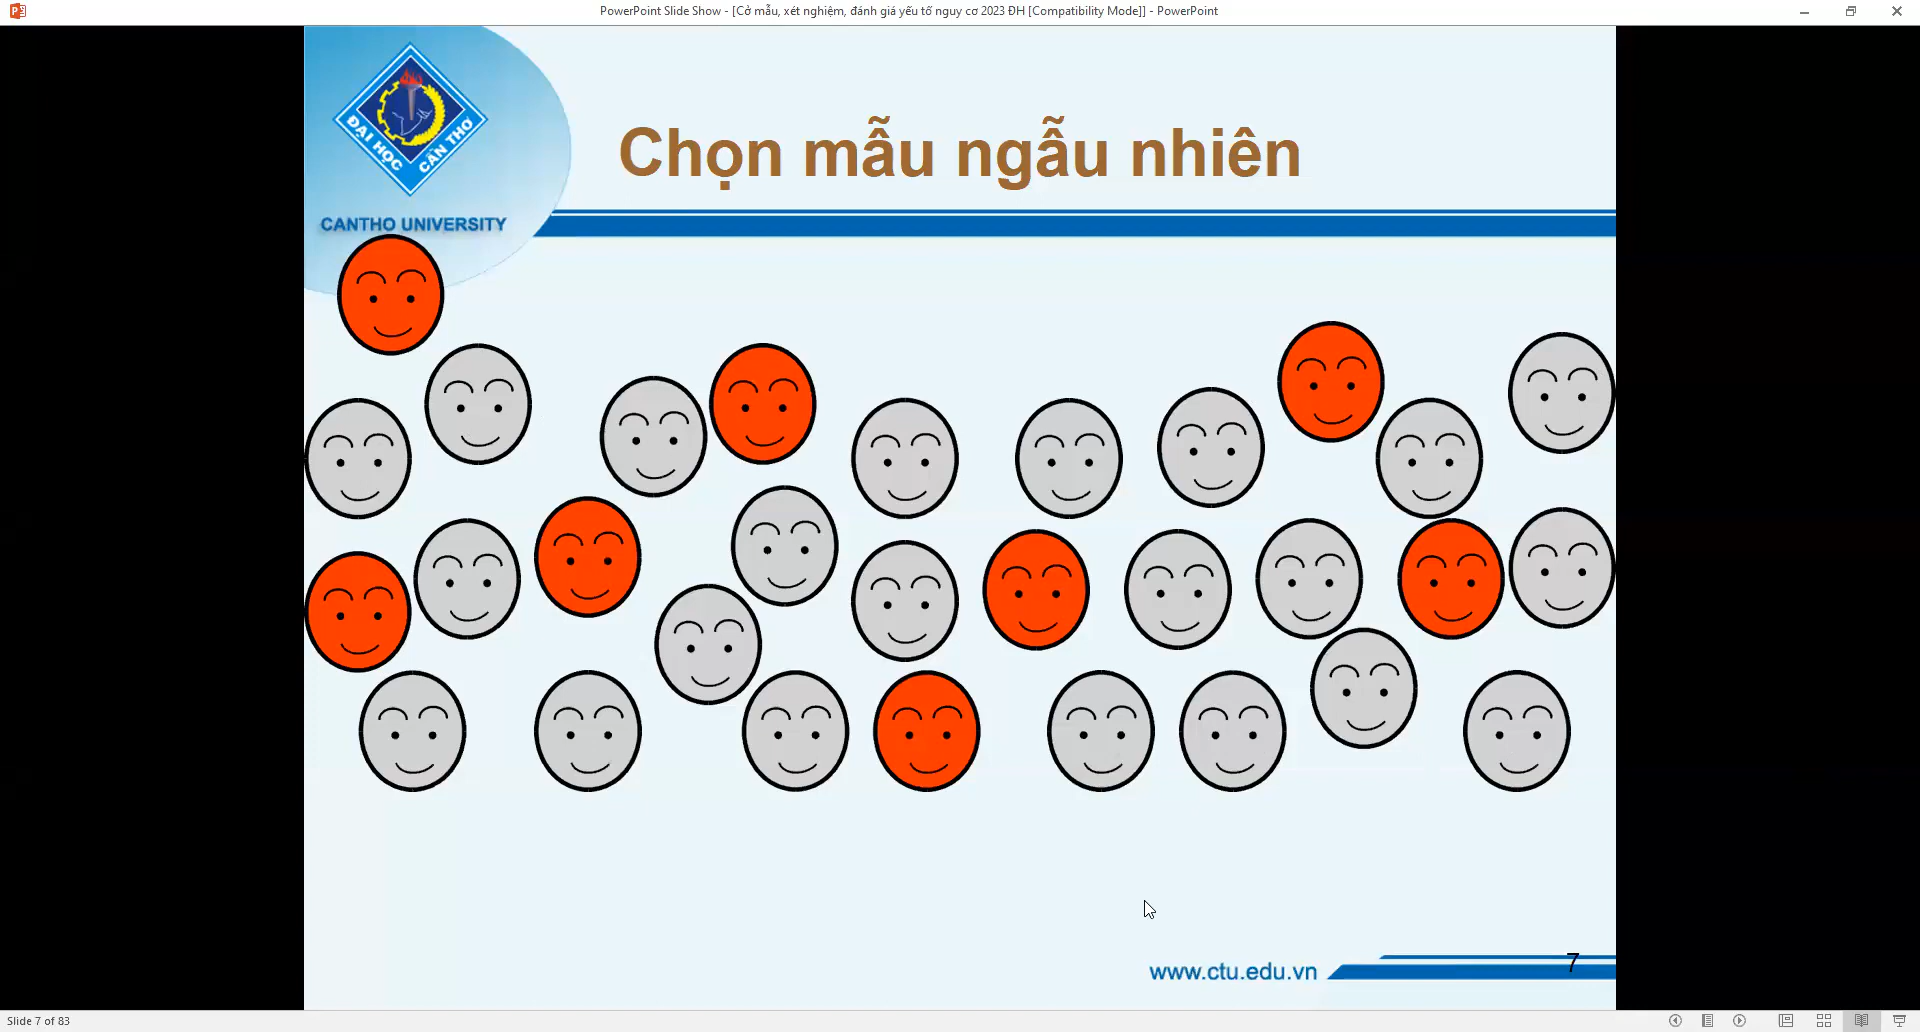 PowerPoint Slide Show - [Cở mẫu, xét nghiệm, đánh giá yếu tố nguy cơ 2023 ĐH [Compatibility Mode]] - PowerPoint
ĐẠI HỌC CẦN THƠ
CANTHO UNIVERSITY
Chọn mẫu ngẫu nhiên
www.ctu.edu.vn
7
Slide 7 of 83